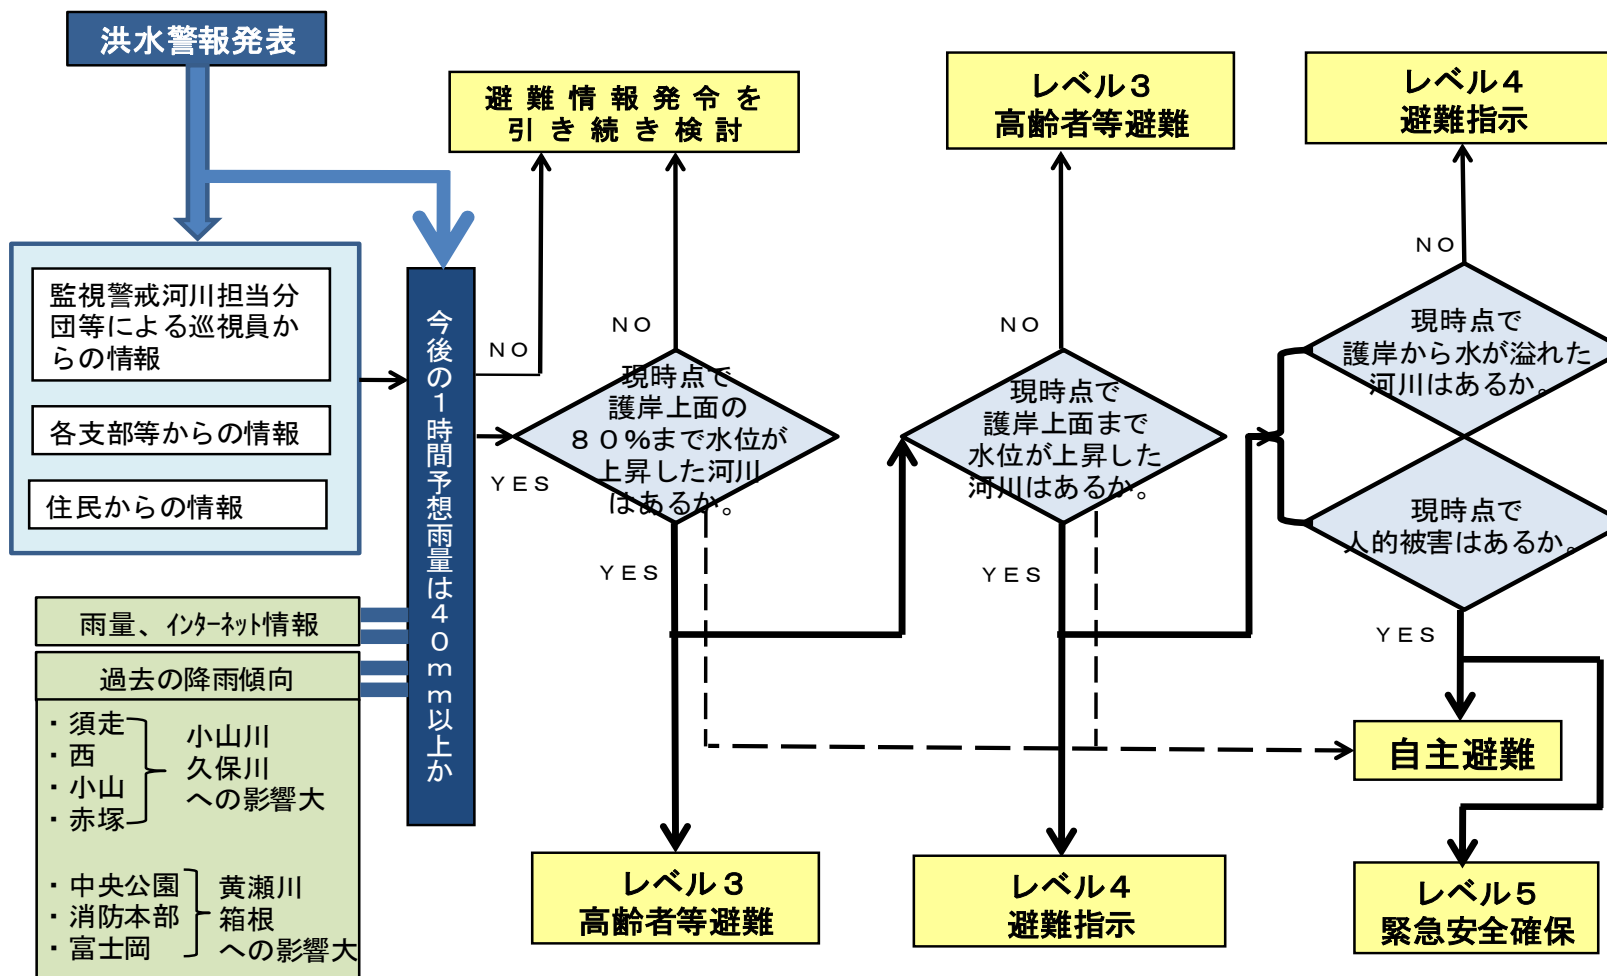 洪水警報発表
避難情報発令を
引き続き検討
レベル３
高齢者等避難
レベル４
避難指示
監視警戒河川担当分
団等による巡視員か
らの情報
各支部等からの情報
住民からの情報
今後の１時間予想雨量は４０ｍｍ以上か
ＮＯ
ＹＥＳ
ＮＯ
現時点で
護岸上面の
８０％まで水位が
上昇した河川
はあるか。
ＹＥＳ
ＮＯ
現時点で
護岸上面まで
水位が上昇した
河川はあるか。
ＹＥＳ
ＮＯ
現時点で
護岸から水が溢れた
河川はあるか。
現時点で
人的被害はあるか。
ＹＥＳ
雨量、ｲﾝﾀｰﾈｯﾄ情報
過去の降雨傾向
・須走
・西
・小山
・赤塚
小山川
久保川
への影響大
・中央公園
・消防本部
・富士岡
黄瀬川
箱根
への影響大
自主避難
レベル３
高齢者等避難
レベル４
避難指示
レベル５
緊急安全確保